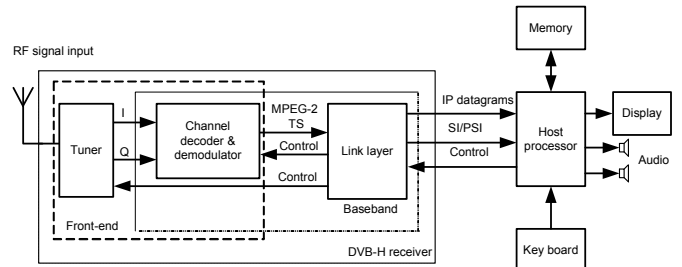 RF signal input
Memory
I
Q
Tuner
Channel
decoder &
demodulator
MPEG-2
TS
Control
Control
Link layer
IP datagrams
SI/PSI
Control
Host
processor
Display
Audio
Front-end
Baseband
DVB-H receiver
Key board